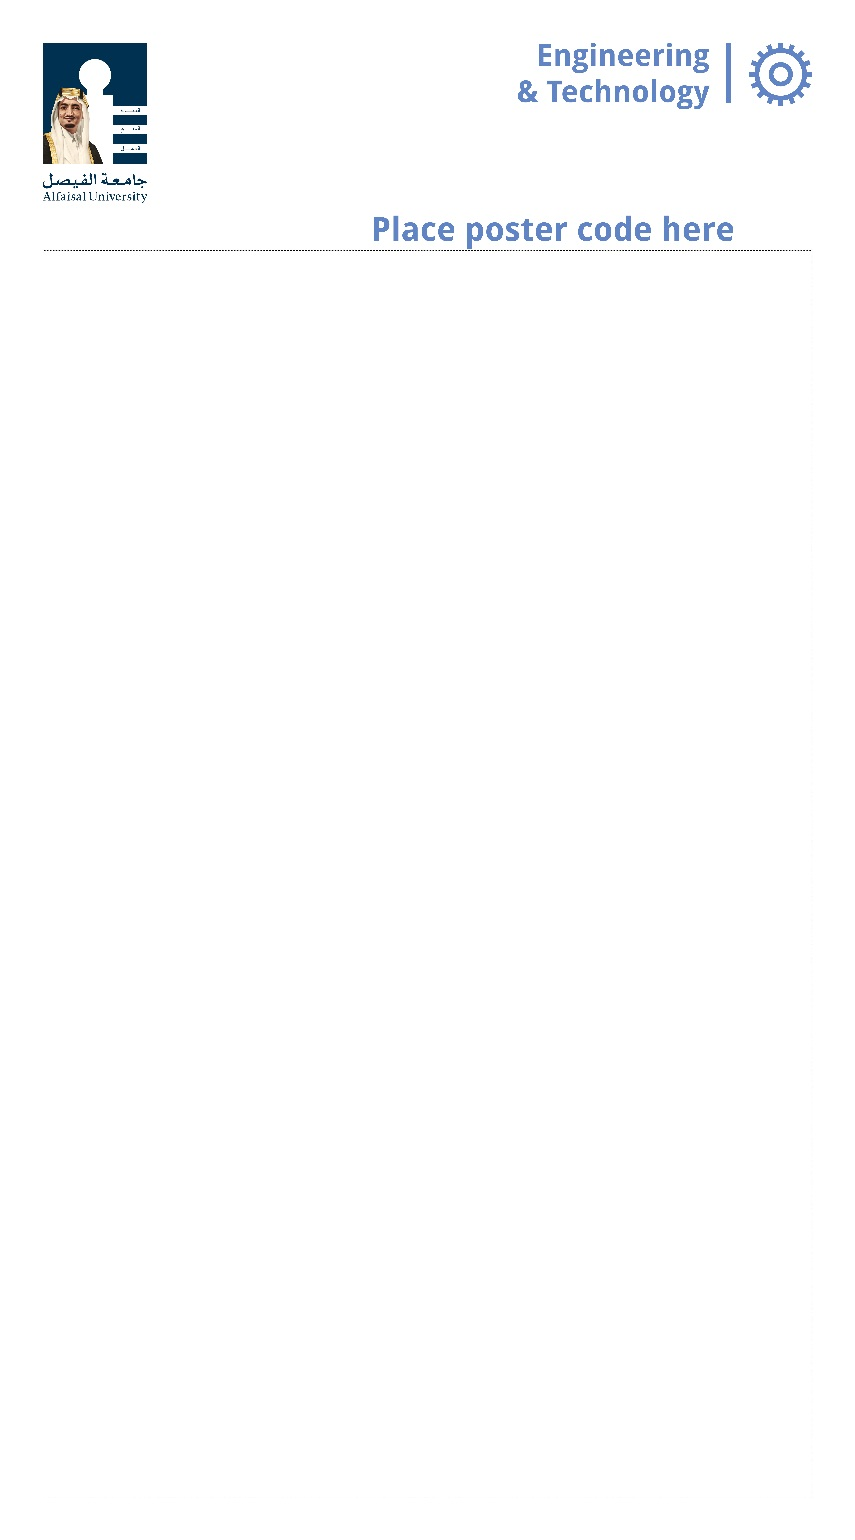 Engineering
& Technology
جامعة الفيصل
Alfaisal University
Place poster code here